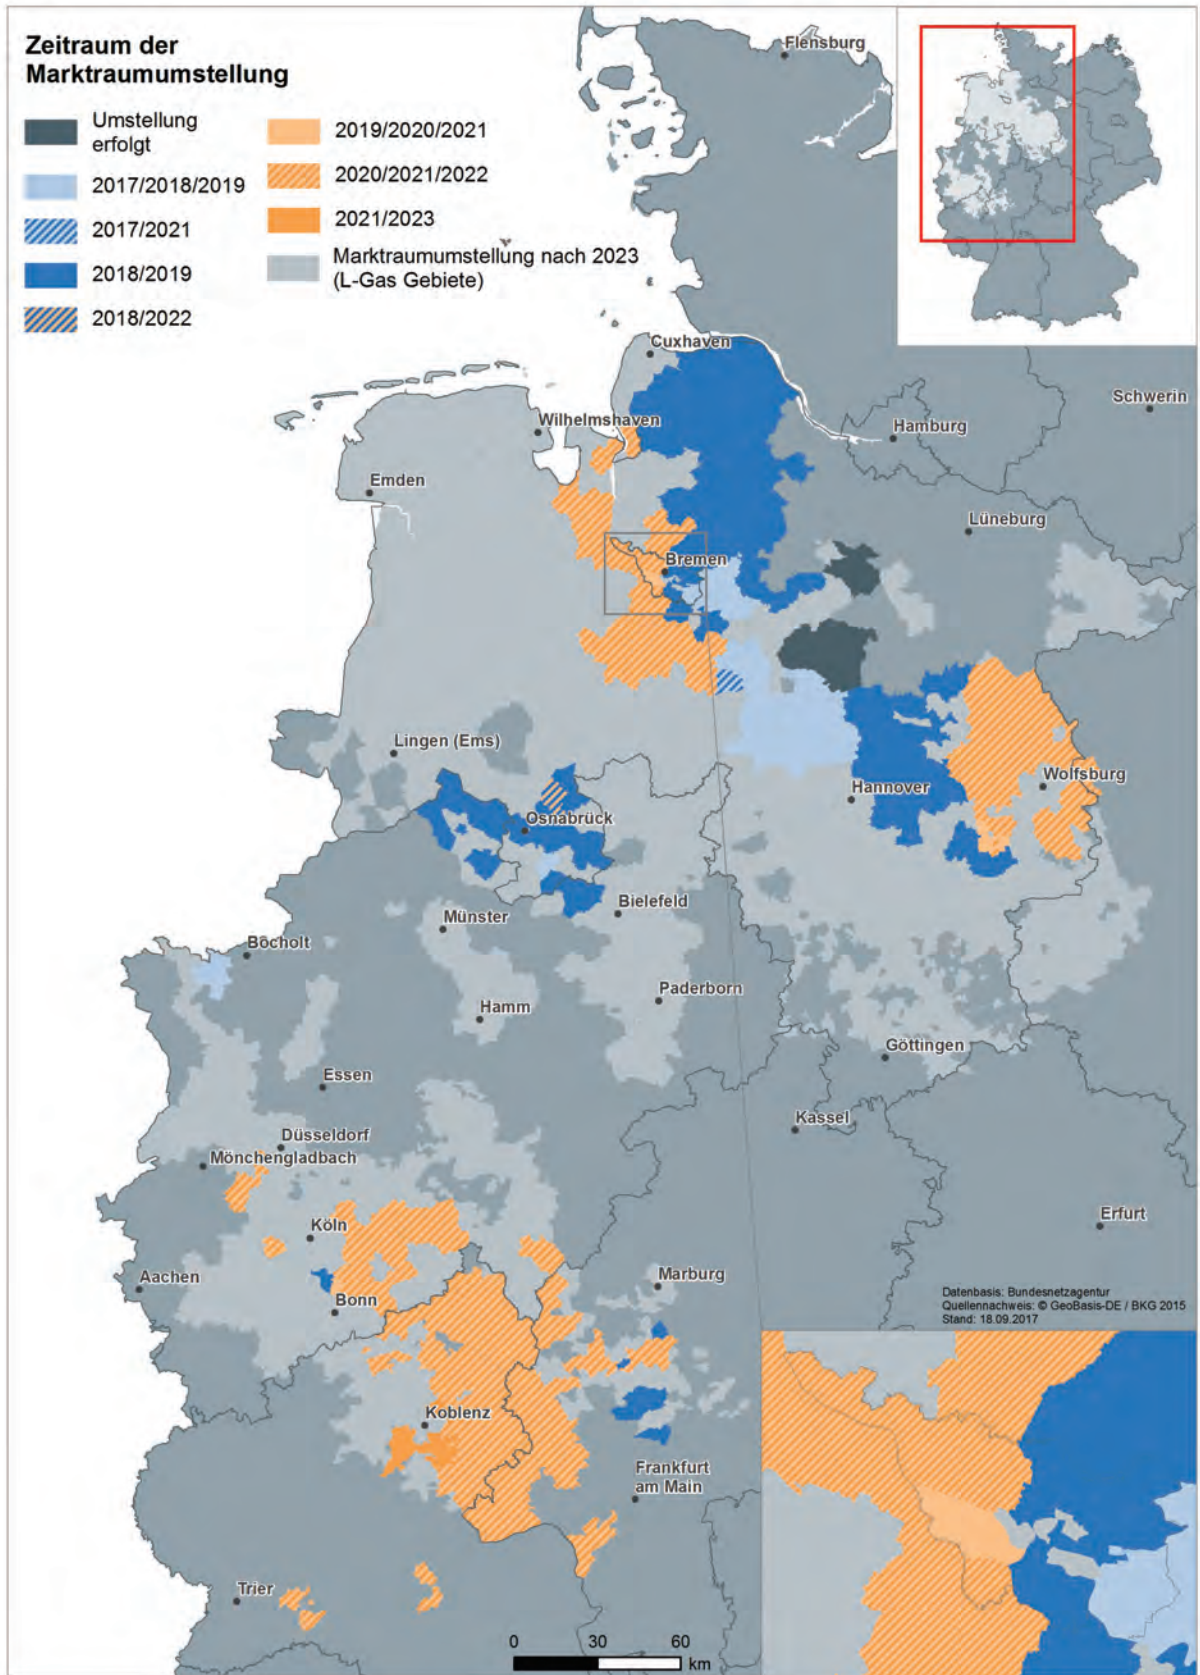 Zeitraum der
Marktraumumstellung
Umstellung
erfolgt
2017/2018/2019
2017/2021
2018/2019
2018/2022
2019/2020/2021
2020/2021/2022
2021/2023
Marktraumumstellung nach 2023
(L-Gas Gebiete)
Flensburg
Cuxhaven
Schwerin
Wilhelmshaven
Hamburg
Emden
Lüneburg
Bremen
Lingen (Ems)
Wolfsburg
Hannover
Osnabrück
Bielefeld
Münster
Bocholt
Paderborn
Hamm
Göttingen
Essen
Kassel
Düsseldorf
Mönchengladbach
Erfurt
Köln
Aachen
Marburg
Bonn
Datenbasis: Bundesnetzagentur
Quellennachweis: © GeoBasis-DE / BKG 2015
Stand: 18.09.2017
Koblenz
Frankfurt
am Main
Trier
0 30 60
km